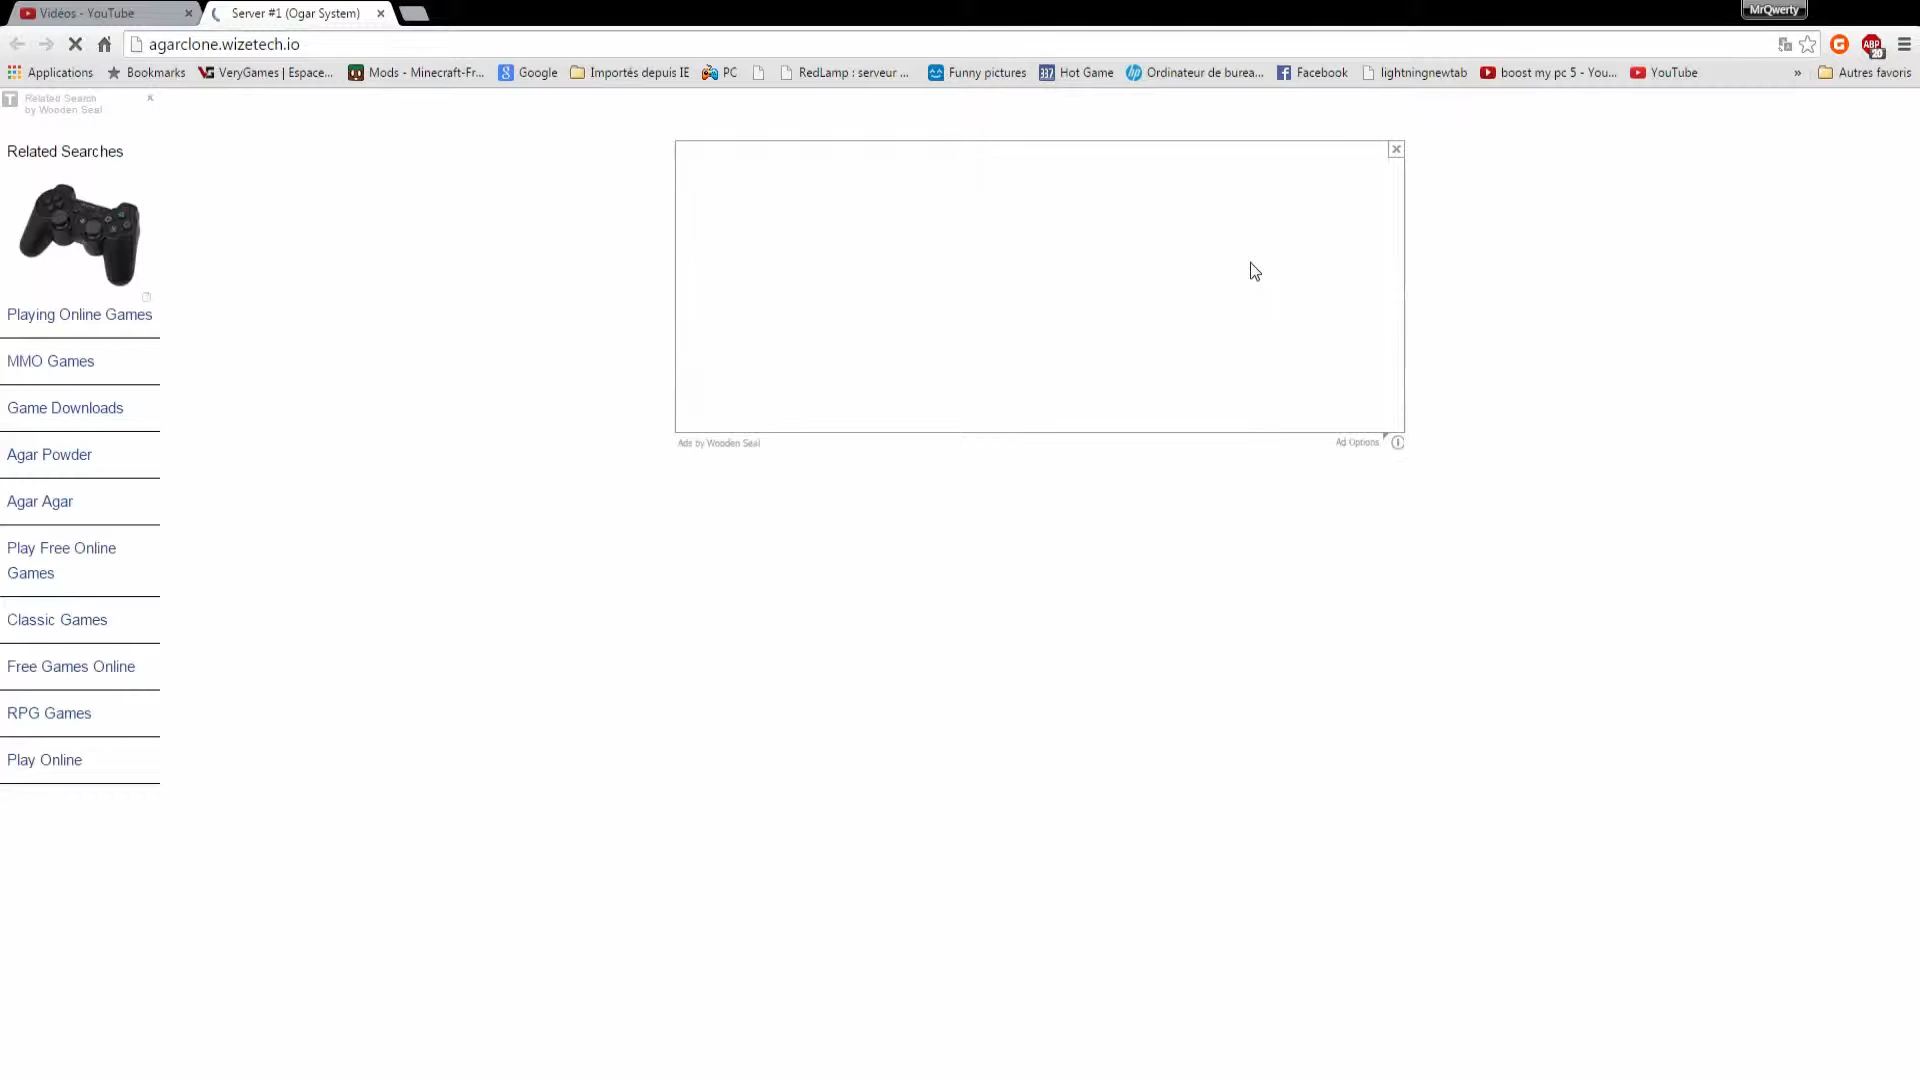 Vidéos - YouTube
Server #1 (Ogar System)
MrQwerty
agarclone.wizetech.io
ABP
20
Applications
Bookmarks
VeryGames | Espace...
Mods - Minecraft-Fr...
Google
Importés depuis IE
PC
RedLamp : serveur ...
Funny pictures
337
Hot Game
Ordinateur de burea...
Facebook
lightningnewtab
boost my pc 5 - You...
YouTube
»
Autres favoris
Related Search
by Wooden Seal
Related Searches
Playing Online Games
MMO Games
Game Downloads
Agar Powder
Agar Agar
Play Free Online
Games
Classic Games
Free Games Online
RPG Games
Play Online
Ads by Wooden Seal
Ad Options